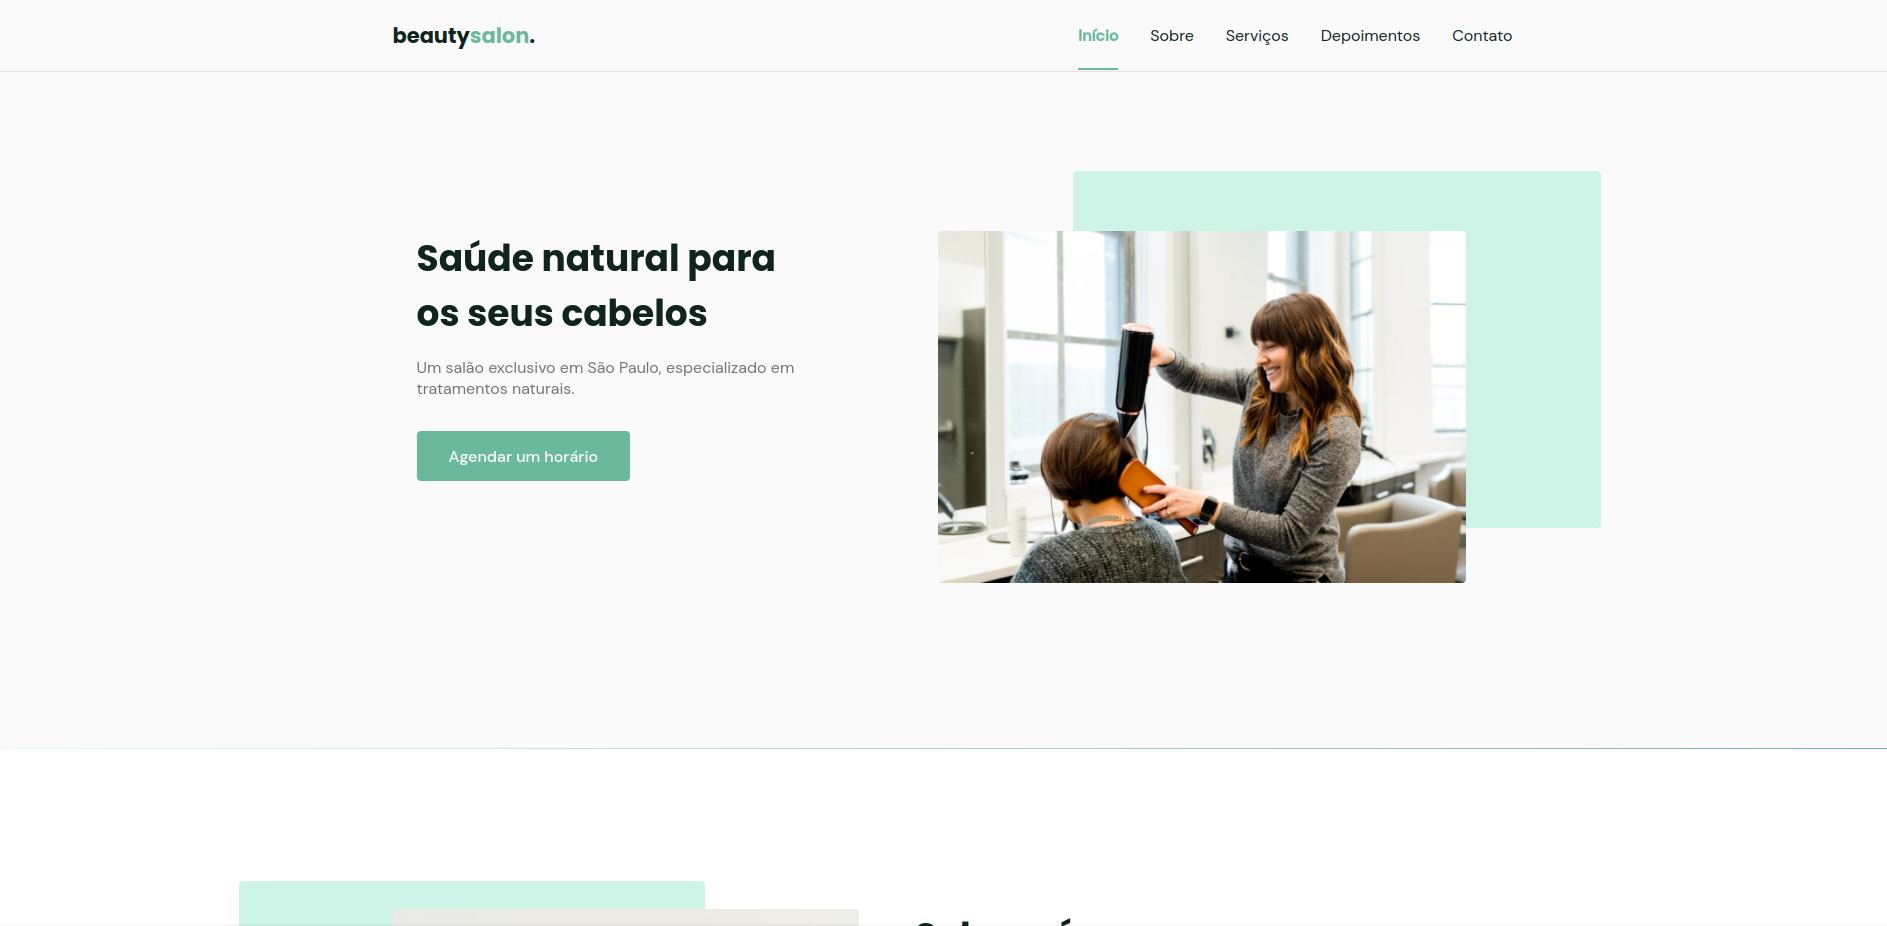 beautysalon.
Início
Sobre
Serviços
Depoimentos
Contato
Saúde natural para
os seus cabelos
Um salão exclusivo em São Paulo, especializado em
tratamentos naturais.
Agendar um horário